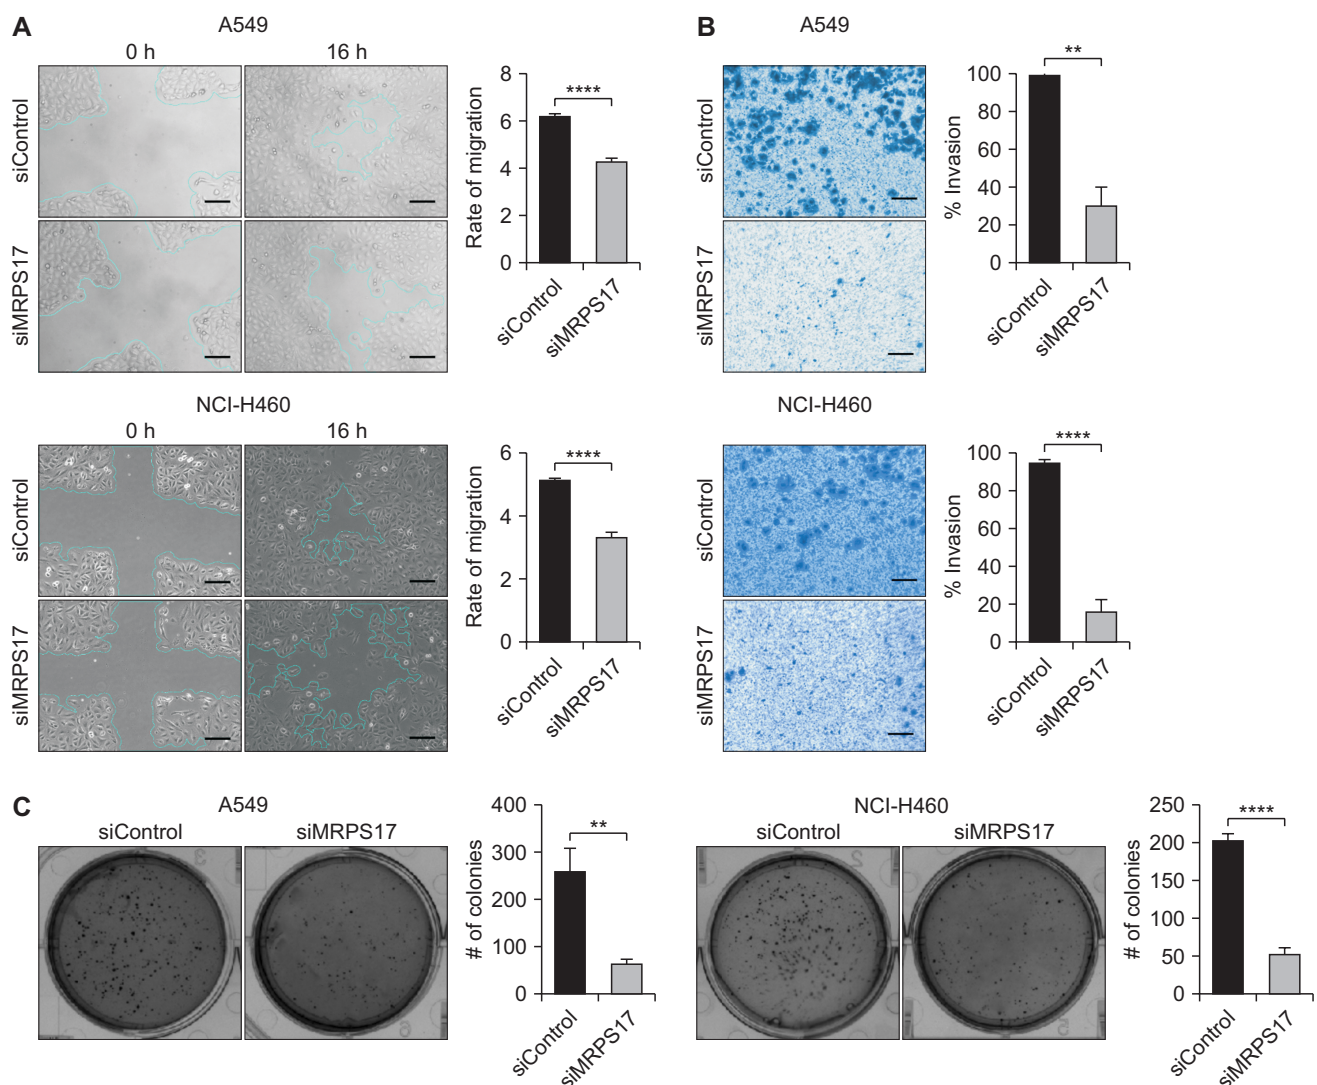 A
A549
0 h
16 h
siControl
siMRPS17
Rate of migration
8
6
4
2
0
****
siControl
siMRPS17
NCI-H460
0 h
16 h
siControl
siMRPS17
Rate of migration
6
4
2
0
****
siControl
siMRPS17
B
A549
siControl
siMRPS17
% Invasion
100
80
60
40
20
0
**
siControl
siMRPS17
NCI-H460
siControl
siMRPS17
% Invasion
100
80
60
40
20
0
****
siControl
siMRPS17
C
A549
siControl
siMRPS17
# of colonies
400
300
200
100
0
**
siControl
siMRPS17
NCI-H460
siControl
siMRPS17
# of colonies
250
200
150
100
50
0
****
siControl
siMRPS17